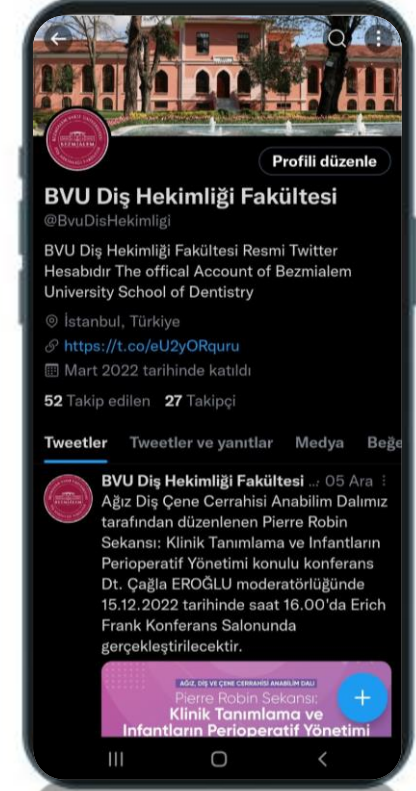 Profili düzenle
BVU Diş Hekimliği Fakültesi
@BvuDisHekimligi
BVU Diş Hekimliği Fakültesi Resmi Twitter
Hesabıdır The offical Account of Bezmialem
University School of Dentistry
İstanbul, Türkiye
https://t.co/eU2yORquru
Mart 2022 tarihinde katıldı
52 Takip edilen 27 Takipçi
Tweetler Tweetler ve yanıtlar Medya Beğe
BVU Diş Hekimliği Fakültesi ... · 05 Ara
Ağız Diş Çene Cerrahisi Anabilim Dalımız
tarafından düzenlenen Pierre Robin
Sekansı: Klinik Tanımlama ve Infantların
Perioperatif Yönetimi konulu konferans
Dt. Çağla EROĞLU moderatörlüğünde
15.12.2022 tarihinde saat 16.00'da Erich
Frank Konferans Salonunda
gerçekleştirilecektir.
AĞIZ, DİŞ VE ÇENE CERRAHİSİ ANABİLİM DALI
Pierre Robin Sekansı:
Klinik Tanımlama ve
Infantların Perioperatif Yönetimi